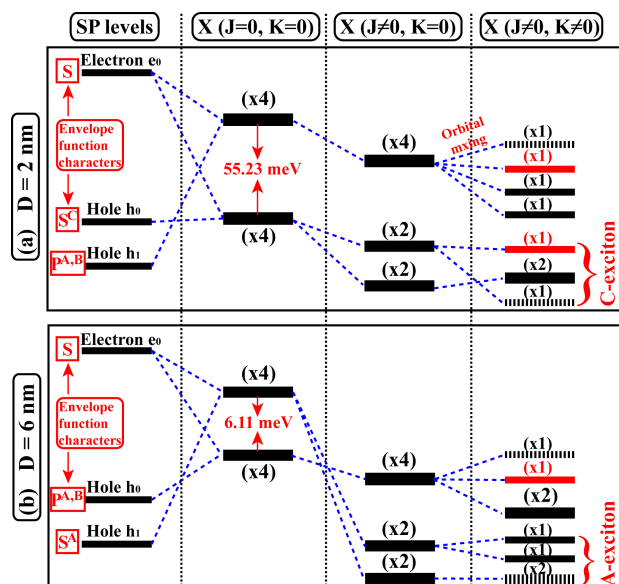 SP levels
X (J=0, K=0)
X (J≠0, K=0)
X (J≠0, K≠0)
(a) D = 2 nm
S
Electron e0
Envelope
function
characters
S^C
Hole h0
P^A,B
Hole h1
(x4)
55.23 meV
(x4)
(x4)
(x2)
(x2)
Orbital
mxing
(x1)
(x1)
(x1)
(x1)
(x1)
(x2)
(x1)
C-exciton
(b) D = 6 nm
S
Electron e0
Envelope
function
characters
P^A,B
Hole h0
S^A
Hole h1
(x4)
6.11 meV
(x4)
(x4)
(x2)
(x2)
(x1)
(x1)
(x2)
(x1)
(x1)
(x2)
A-exciton